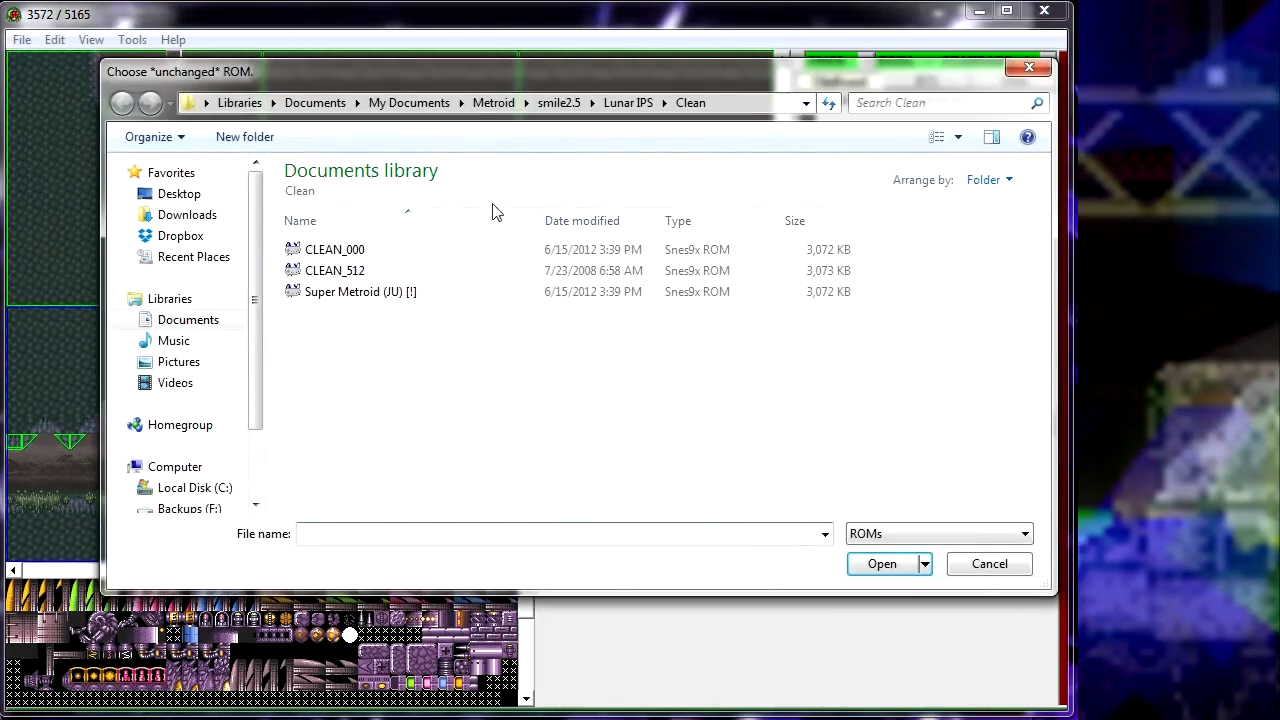 3572 / 5165
File Edit View Tools Help
Choose *unchanged* ROM.
Libraries Documents My Documents Metroid smile2.5 Lunar IPS Clean
Search Clean
Organize New folder
Documents library
Clean
Arrange by: Folder
Name Date modified Type Size
CLEAN_000 6/15/2012 3:39 PM Snes9x ROM 3,072 KB
CLEAN_512 7/23/2008 6:58 AM Snes9x ROM 3,073 KB
Super Metroid (JU) [!] 6/15/2012 3:39 PM Snes9x ROM 3,072 KB
Favorites
Desktop
Downloads
Dropbox
Recent Places
Libraries
Documents
Music
Pictures
Videos
Homegroup
Computer
Local Disk (C:)
Backups (F:)
File name:
ROMs
Open
Cancel